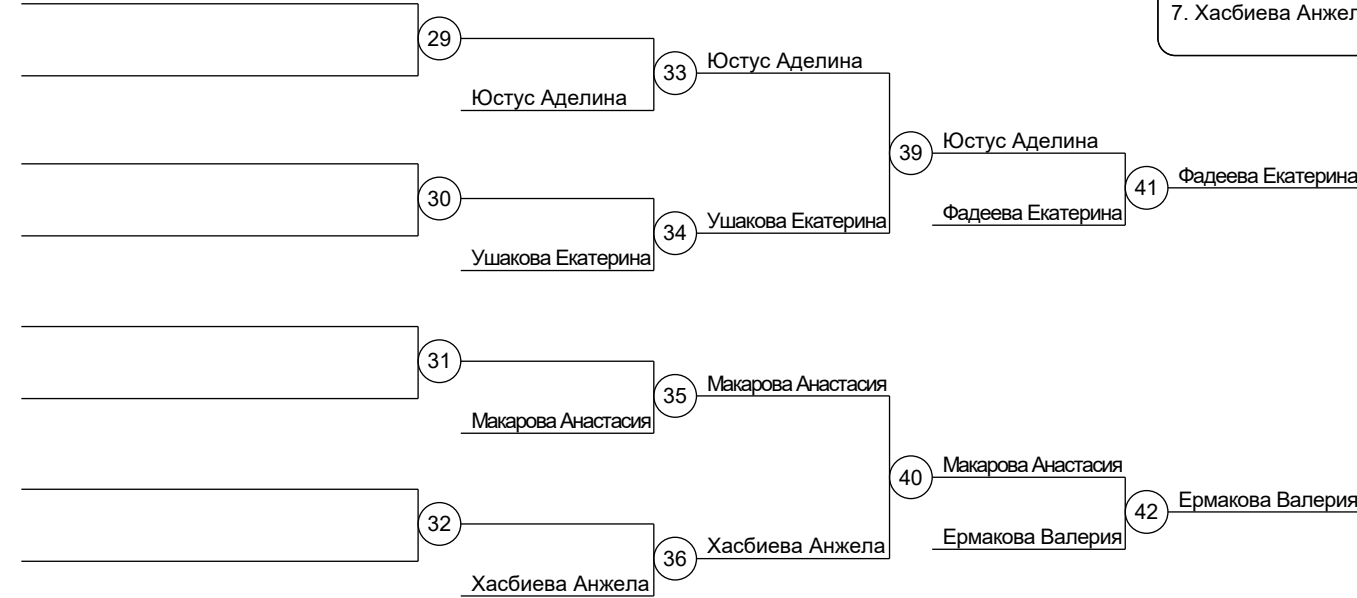 7. Хасбиева Анжел
29
Юстус Аделина
33
Юстус Аделина
30
Ушакова Екатерина
34
Ушакова Екатерина
39
Юстус Аделина
Фадеева Екатерина
41
Фадеева Екатерина
31
Макарова Анастасия
35
Макарова Анастасия
32
Хасбиева Анжела
36
Хасбиева Анжела
40
Макарова Анастасия
Ермакова Валерия
42
Ермакова Валерия